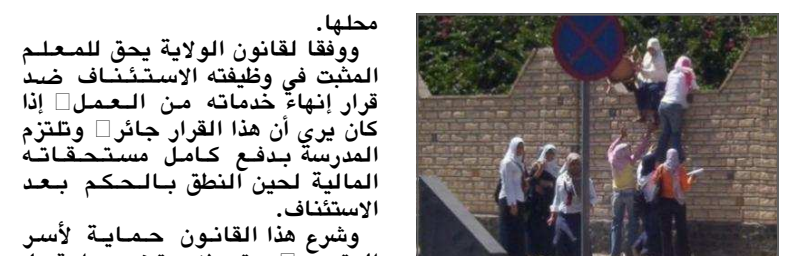 محلها.
ووفقا لقانون الولاية يحق للمعلم
المثبت في وظيفته الاستئناف ضد
قرار إنهاء خدماته من العمل□ إذا
كان يرى أن هذا القرار جائر□ وتلتزم
المدرسة بدفع كامل مستحقاته
المالية لحين النطق بالحكم بعد
الاستئناف.
وشرع هذا القانون حماية لأسر